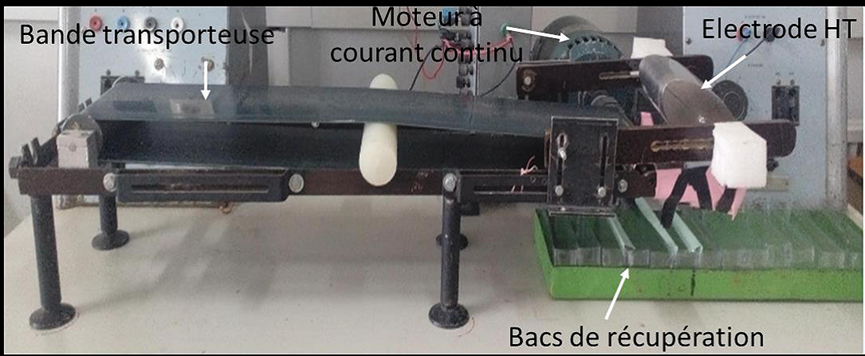 Bande transporteuse
Moteur à
courant continu
Electrode HT
Bacs de récupération